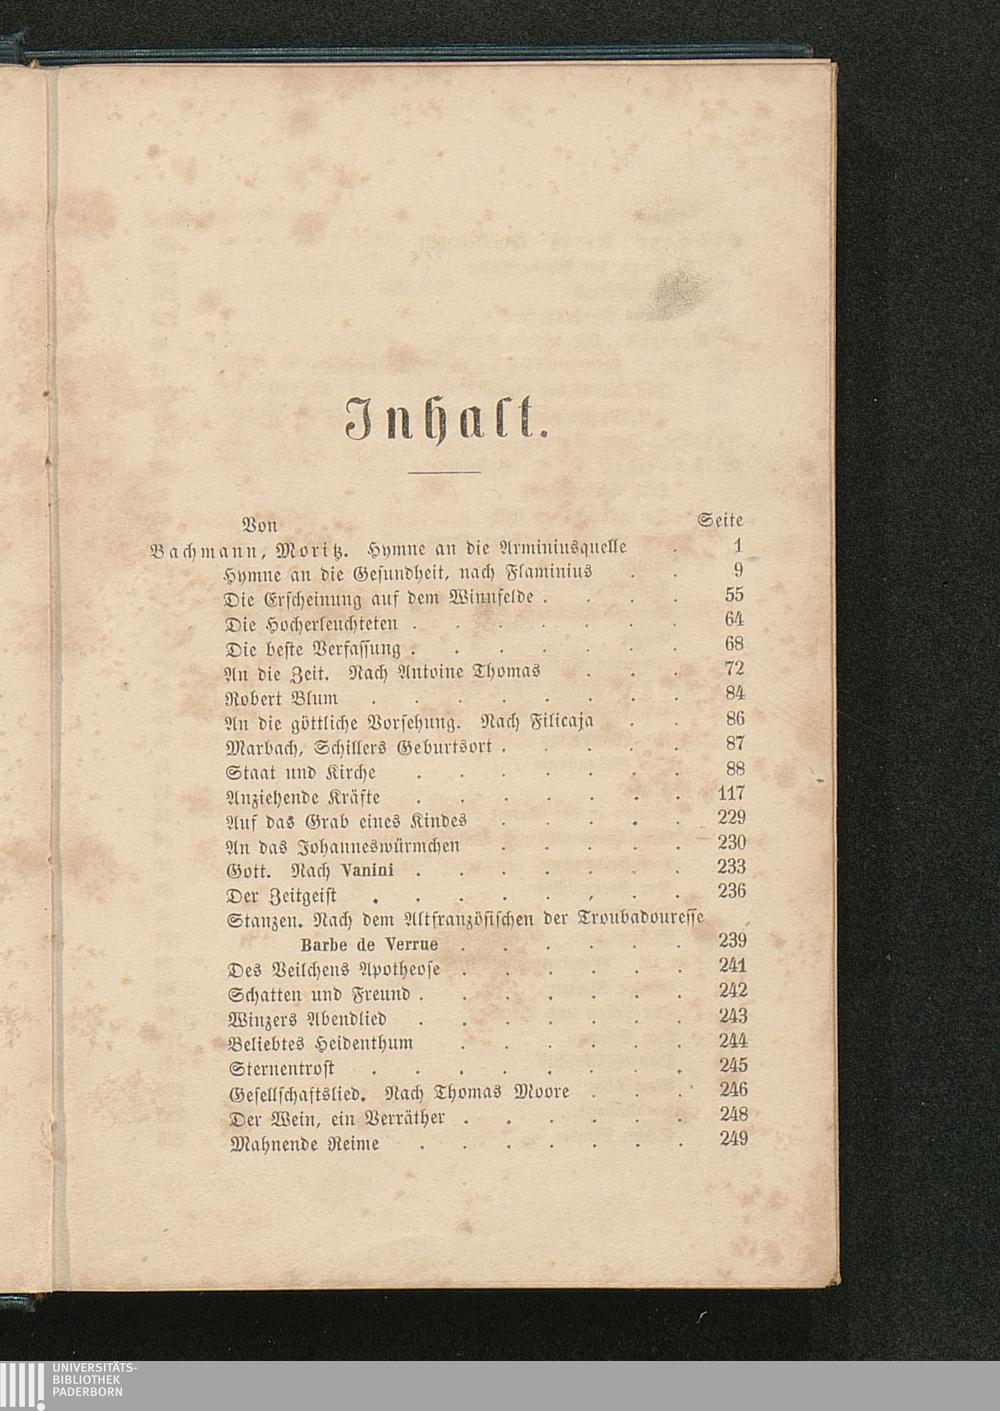 Inhalt.
Von Seite
Bachmann, Moritz. Hymne an die Arminiusquelle . 1
Hymne an die Gesundheit, nach Flaminius . . 9
Die Erscheinung auf dem Winnfelde . . . . 55
Die Hocherleuchteten . . . . . . . 64
Die beste Verfassung . . . . . . . 68
An die Zeit. Nach Antoine Thomas . . . 72
Robert Blum . . . . . . . . 84
An die göttliche Vorsehung. Nach Filicaja . . 86
Marbach, Schillers Geburtsort . . . . . 87
Staat und Kirche . . . . . . . 88
Anziehende Kräfte . . . . . . . 117
Auf das Grab eines Kindes . . . . . 229
An das Johanneswürmchen . . . . . 230
Gott. Nach Vanini . . . . . . . 233
Der Zeitgeist . . . . . . . . 236
Stanzen. Nach dem Altfranzösischen der Troubadouresse
Barbe de Verrue . . . . . . 239
Des Veilchens Apotheose . . . . . . 241
Schatten und Freund . . . . . . . 242
Winzers Abendlied . . . . . . . 243
Beliebtes Heidenthum . . . . . . 244
Sternentrost . . . . . . . . 245
Gesellschaftslied. Nach Thomas Moore . . . 246
Der Wein, ein Verräther . . . . . . 248
Mahnende Reime . . . . . . . 249
UNIVERSITÄTS-
BIBLIOTHEK
PADERBORN